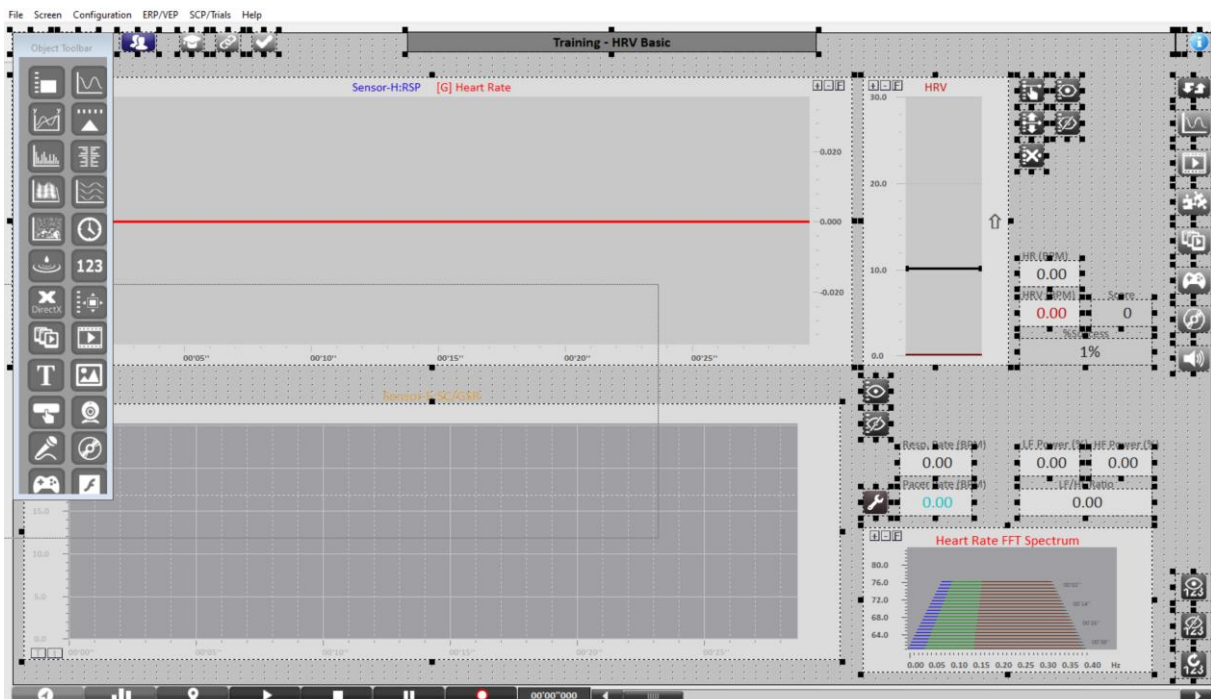 File Screen Configuration ERP/VEP SCP/Trials Help
Object Toolbar
Training - HRV Basic
Sensor-H:RSP [G] Heart Rate
+ - F
+ - F
HRV
30.0
0.020
20.0
0.000
123
HR (BPM)
0.00
10.0
DirectX
-0.020
HRV (BPM) Score
0.00 0
%Success
1%
0.0
00'05'' 00'10'' 00'15'' 00'20'' 00'25''
T
Resp. Rate (BPM) LF Power (%) HF Power (%)
0.00 0.00 0.00
Pacer Rate (BPM) LF/HF Ratio
0.00 0.00
15.0
+ - F
Heart Rate FFT Spectrum
10.0
80.0
76.0
5.0
72.0
68.0
64.0
123
123
123
0.0
00'00'' 00'05'' 00'10'' 00'15'' 00'20'' 00'25''
0.00 0.05 0.10 0.15 0.20 0.25 0.30 0.35 0.40 Hz
00'00''000